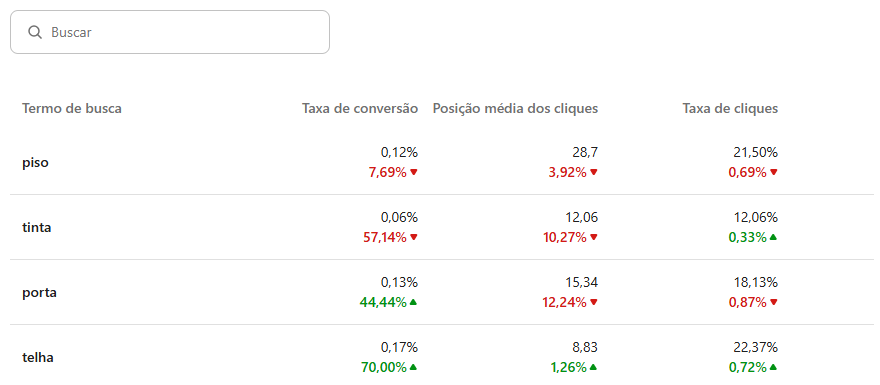 Buscar
Termo de busca Taxa de conversão Posição média dos cliques Taxa de cliques
piso 0,12% 28,7 21,50%
7,69% ▼ 3,92% ▼ 0,69% ▼
tinta 0,06% 12,06 12,06%
57,14% ▼ 10,27% ▼ 0,33% ▲
porta 0,13% 15,34 18,13%
44,44% ▲ 12,24% ▼ 0,87% ▼
telha 0,17% 8,83 22,37%
70,00% ▲ 1,26% ▲ 0,72% ▲